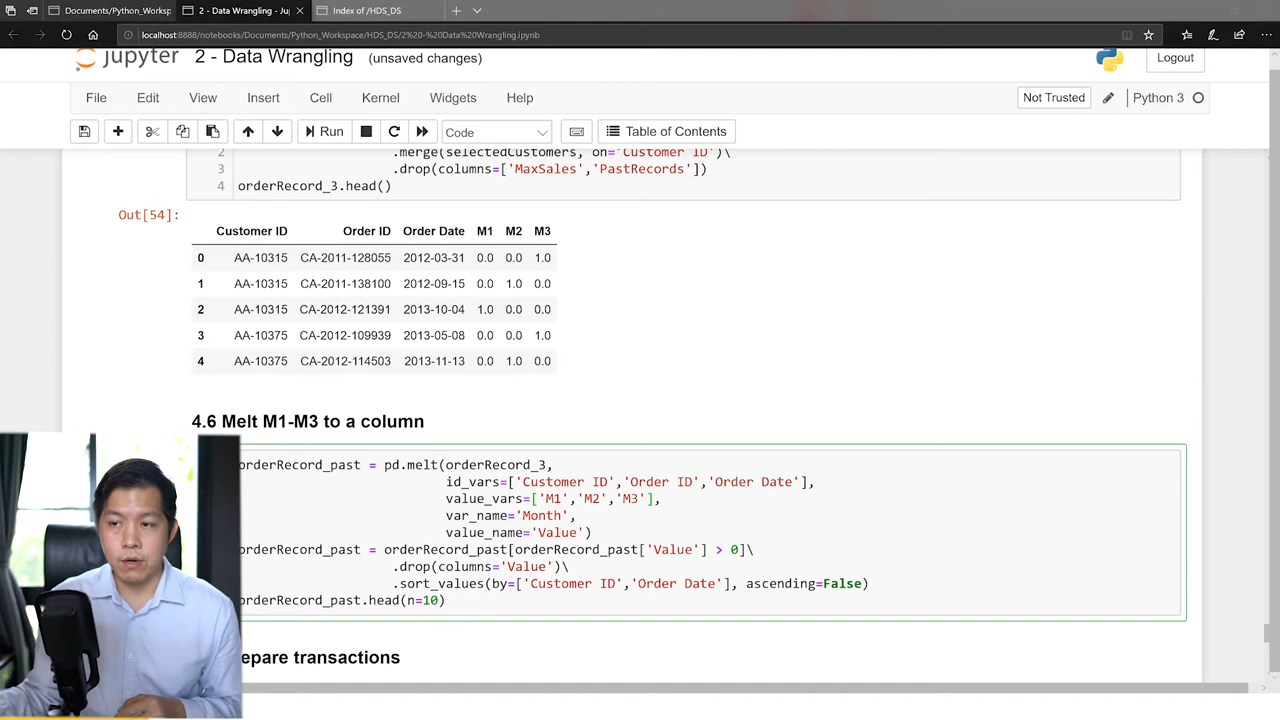 Documents/Python_Worksp
2 - Data Wrangling - Ju
Index of /HDS_DS
localhost:8888/notebooks/Documents/Python_Workspace/HDS_DS/2%20-%20Data%20Wrangling.ipynb
jupyter 2 - Data Wrangling (unsaved changes)
Logout
File Edit View Insert Cell Kernel Widgets Help
Not Trusted
Python 3
Run
Code
Table of Contents
2 .merge(selectedCustomers, on='Customer ID')\
3 .drop(columns=['MaxSales','PastRecords'])
4 orderRecord_3.head()
Out[54]:
Customer ID Order ID Order Date M1 M2 M3
0 AA-10315 CA-2011-128055 2012-03-31 0.0 0.0 1.0
1 AA-10315 CA-2011-138100 2012-09-15 0.0 1.0 0.0
2 AA-10315 CA-2012-121391 2013-10-04 1.0 0.0 0.0
3 AA-10375 CA-2012-109939 2013-05-08 0.0 0.0 1.0
4 AA-10375 CA-2012-114503 2013-11-13 0.0 1.0 0.0
4.6 Melt M1-M3 to a column
orderRecord_past = pd.melt(orderRecord_3,
id_vars=['Customer ID','Order ID','Order Date'],
value_vars=['M1','M2','M3'],
var_name='Month',
value_name='Value')
orderRecord_past = orderRecord_past[orderRecord_past['Value'] > 0]\
.drop(columns='Value')\
.sort_values(by=['Customer ID','Order Date'], ascending=False)
orderRecord_past.head(n=10)
epare transactions